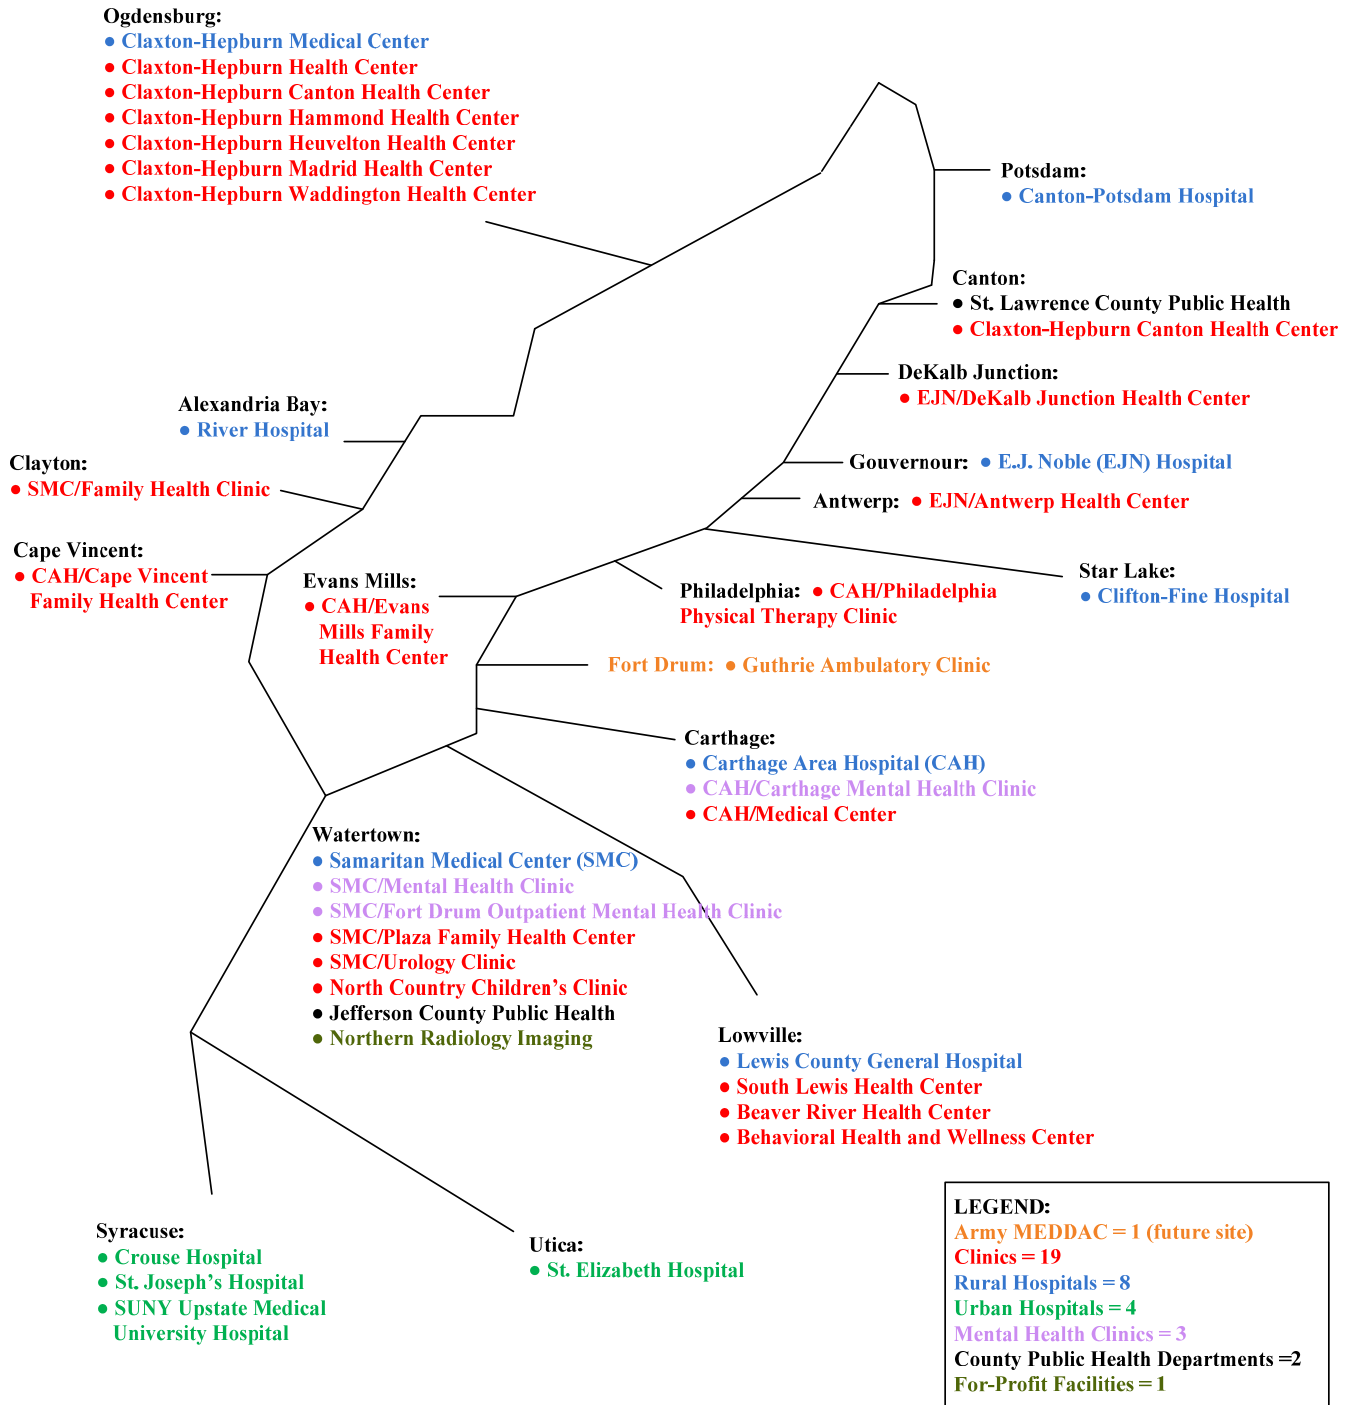 Ogdensburg:
● Claxton-Hepburn Medical Center
● Claxton-Hepburn Health Center
● Claxton-Hepburn Canton Health Center
● Claxton-Hepburn Hammond Health Center
● Claxton-Hepburn Heuvelton Health Center
● Claxton-Hepburn Madrid Health Center
● Claxton-Hepburn Waddington Health Center
Potsdam:
● Canton-Potsdam Hospital
Canton:
● St. Lawrence County Public Health
● Claxton-Hepburn Canton Health Center
DeKalb Junction:
● EJN/DeKalb Junction Health Center
Alexandria Bay:
● River Hospital
Clayton:
● SMC/Family Health Clinic
Gouvernour: ● E.J. Noble (EJN) Hospital
Antwerp: ● EJN/Antwerp Health Center
Cape Vincent:
● CAH/Cape Vincent
Family Health Center
Evans Mills:
● CAH/Evans
Mills Family
Health Center
Philadelphia: ● CAH/Philadelphia
Physical Therapy Clinic
Star Lake:
● Clifton-Fine Hospital
Fort Drum: ● Guthrie Ambulatory Clinic
Carthage:
● Carthage Area Hospital (CAH)
● CAH/Carthage Mental Health Clinic
● CAH/Medical Center
Watertown:
● Samaritan Medical Center (SMC)
● SMC/Mental Health Clinic
● SMC/Fort Drum Outpatient Mental Health Clinic
● SMC/Plaza Family Health Center
● SMC/Urology Clinic
● North Country Children's Clinic
● Jefferson County Public Health
● Northern Radiology Imaging
Lowville:
● Lewis County General Hospital
● South Lewis Health Center
● Beaver River Health Center
● Behavioral Health and Wellness Center
Syracuse:
● Crouse Hospital
● St. Joseph's Hospital
● SUNY Upstate Medical
University Hospital
Utica:
● St. Elizabeth Hospital
LEGEND:
Army MEDDAC = 1 (future site)
Clinics = 19
Rural Hospitals = 8
Urban Hospitals = 4
Mental Health Clinics = 3
County Public Health Departments =2
For-Profit Facilities = 1